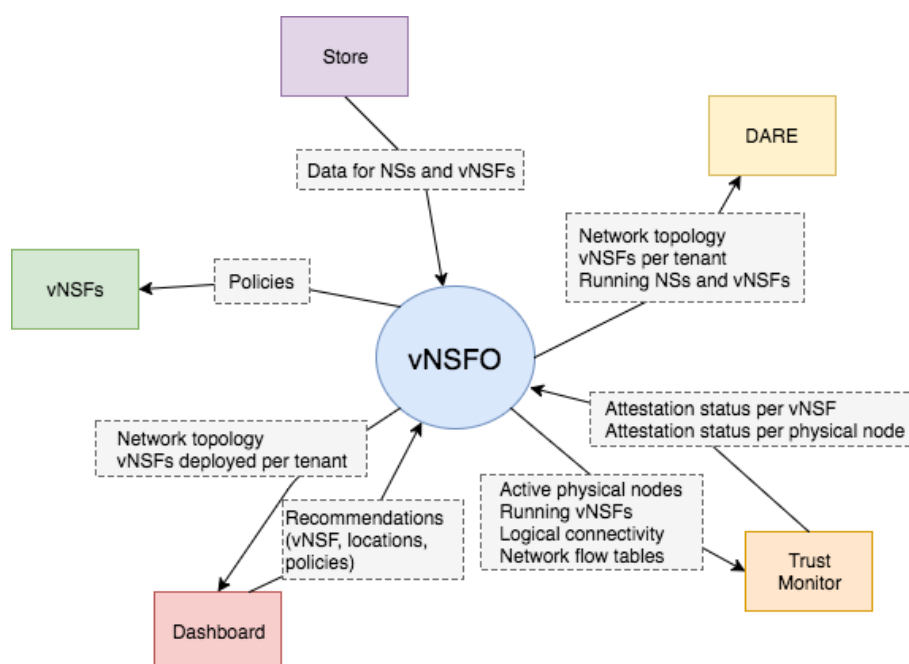 Store
DARE
Data for NSs and vNSFs
Network topology
vNSFs per tenant
Running NSs and vNSFs
vNSFs
Policies
vNSFO
Attestation status per vNSF
Attestation status per physical node
Network topology
vNSFs deployed per tenant
Active physical nodes
Running vNSFs
Logical connectivity
Network flow tables
Recommendations
(vNSF, locations,
policies)
Trust
Monitor
Dashboard